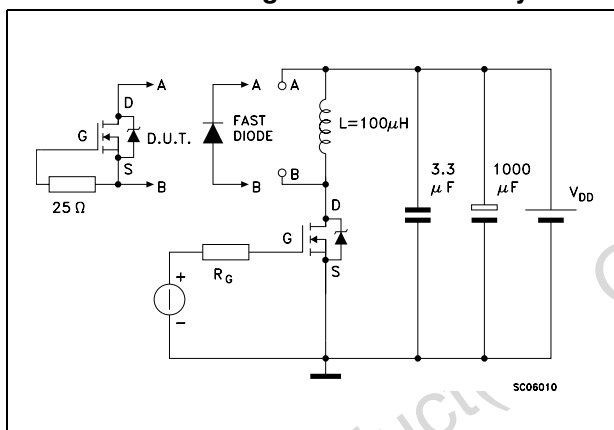 A
A
A
D
FAST
DIODE
L=100μH
G
D.U.T.
S
B
B
B
25 Ω
D
G
S
R_G
+
-
3.3
μF
1000
μF
V_DD
SC06010